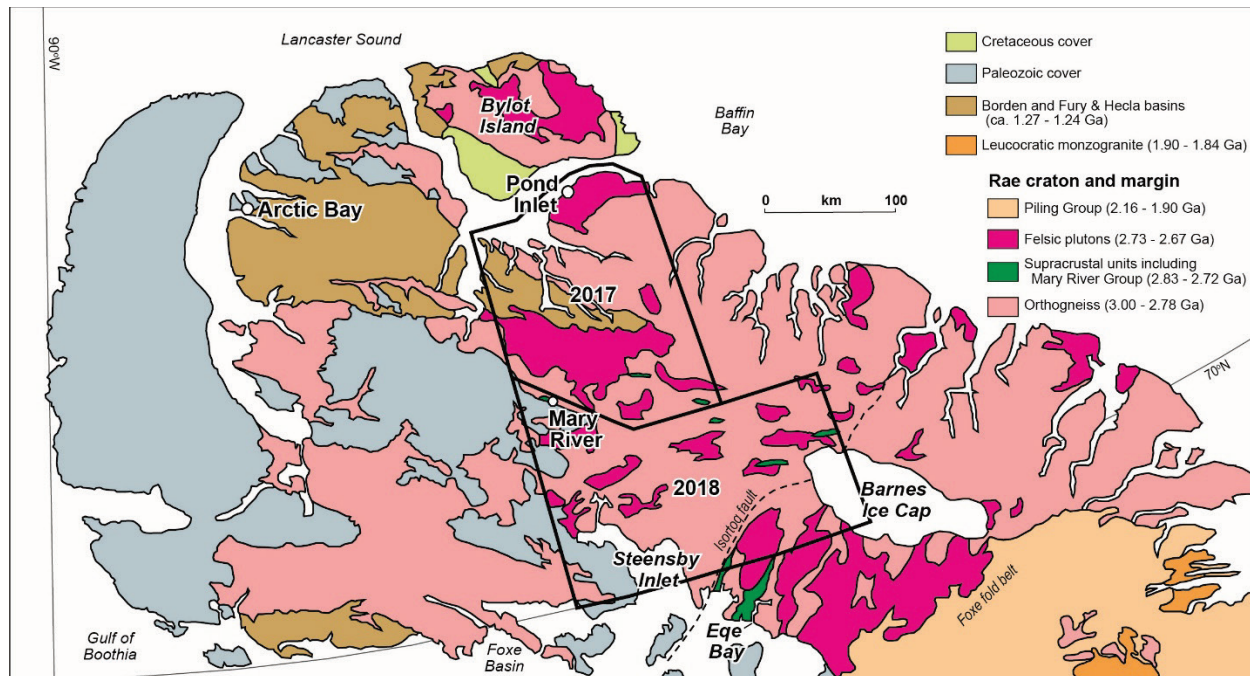 90ºW
Lancaster Sound
Bylot
Island
Baffin
Bay
Pond
Inlet
Arctic Bay
2017
Mary
River
2018
Barnes
Ice Cap
Isortoq fault
Steensby
Inlet
Eqe
Bay
Foxe fold belt
Gulf of
Boothia
Foxe
Basin
70ºN
0 km 100
Cretaceous cover
Paleozoic cover
Borden and Fury & Hecla basins
(ca. 1.27 - 1.24 Ga)
Leucocratic monzogranite (1.90 - 1.84 Ga)
Rae craton and margin
Piling Group (2.16 - 1.90 Ga)
Felsic plutons (2.73 - 2.67 Ga)
Supracrustal units including
Mary River Group (2.83 - 2.72 Ga)
Orthogneiss (3.00 - 2.78 Ga)